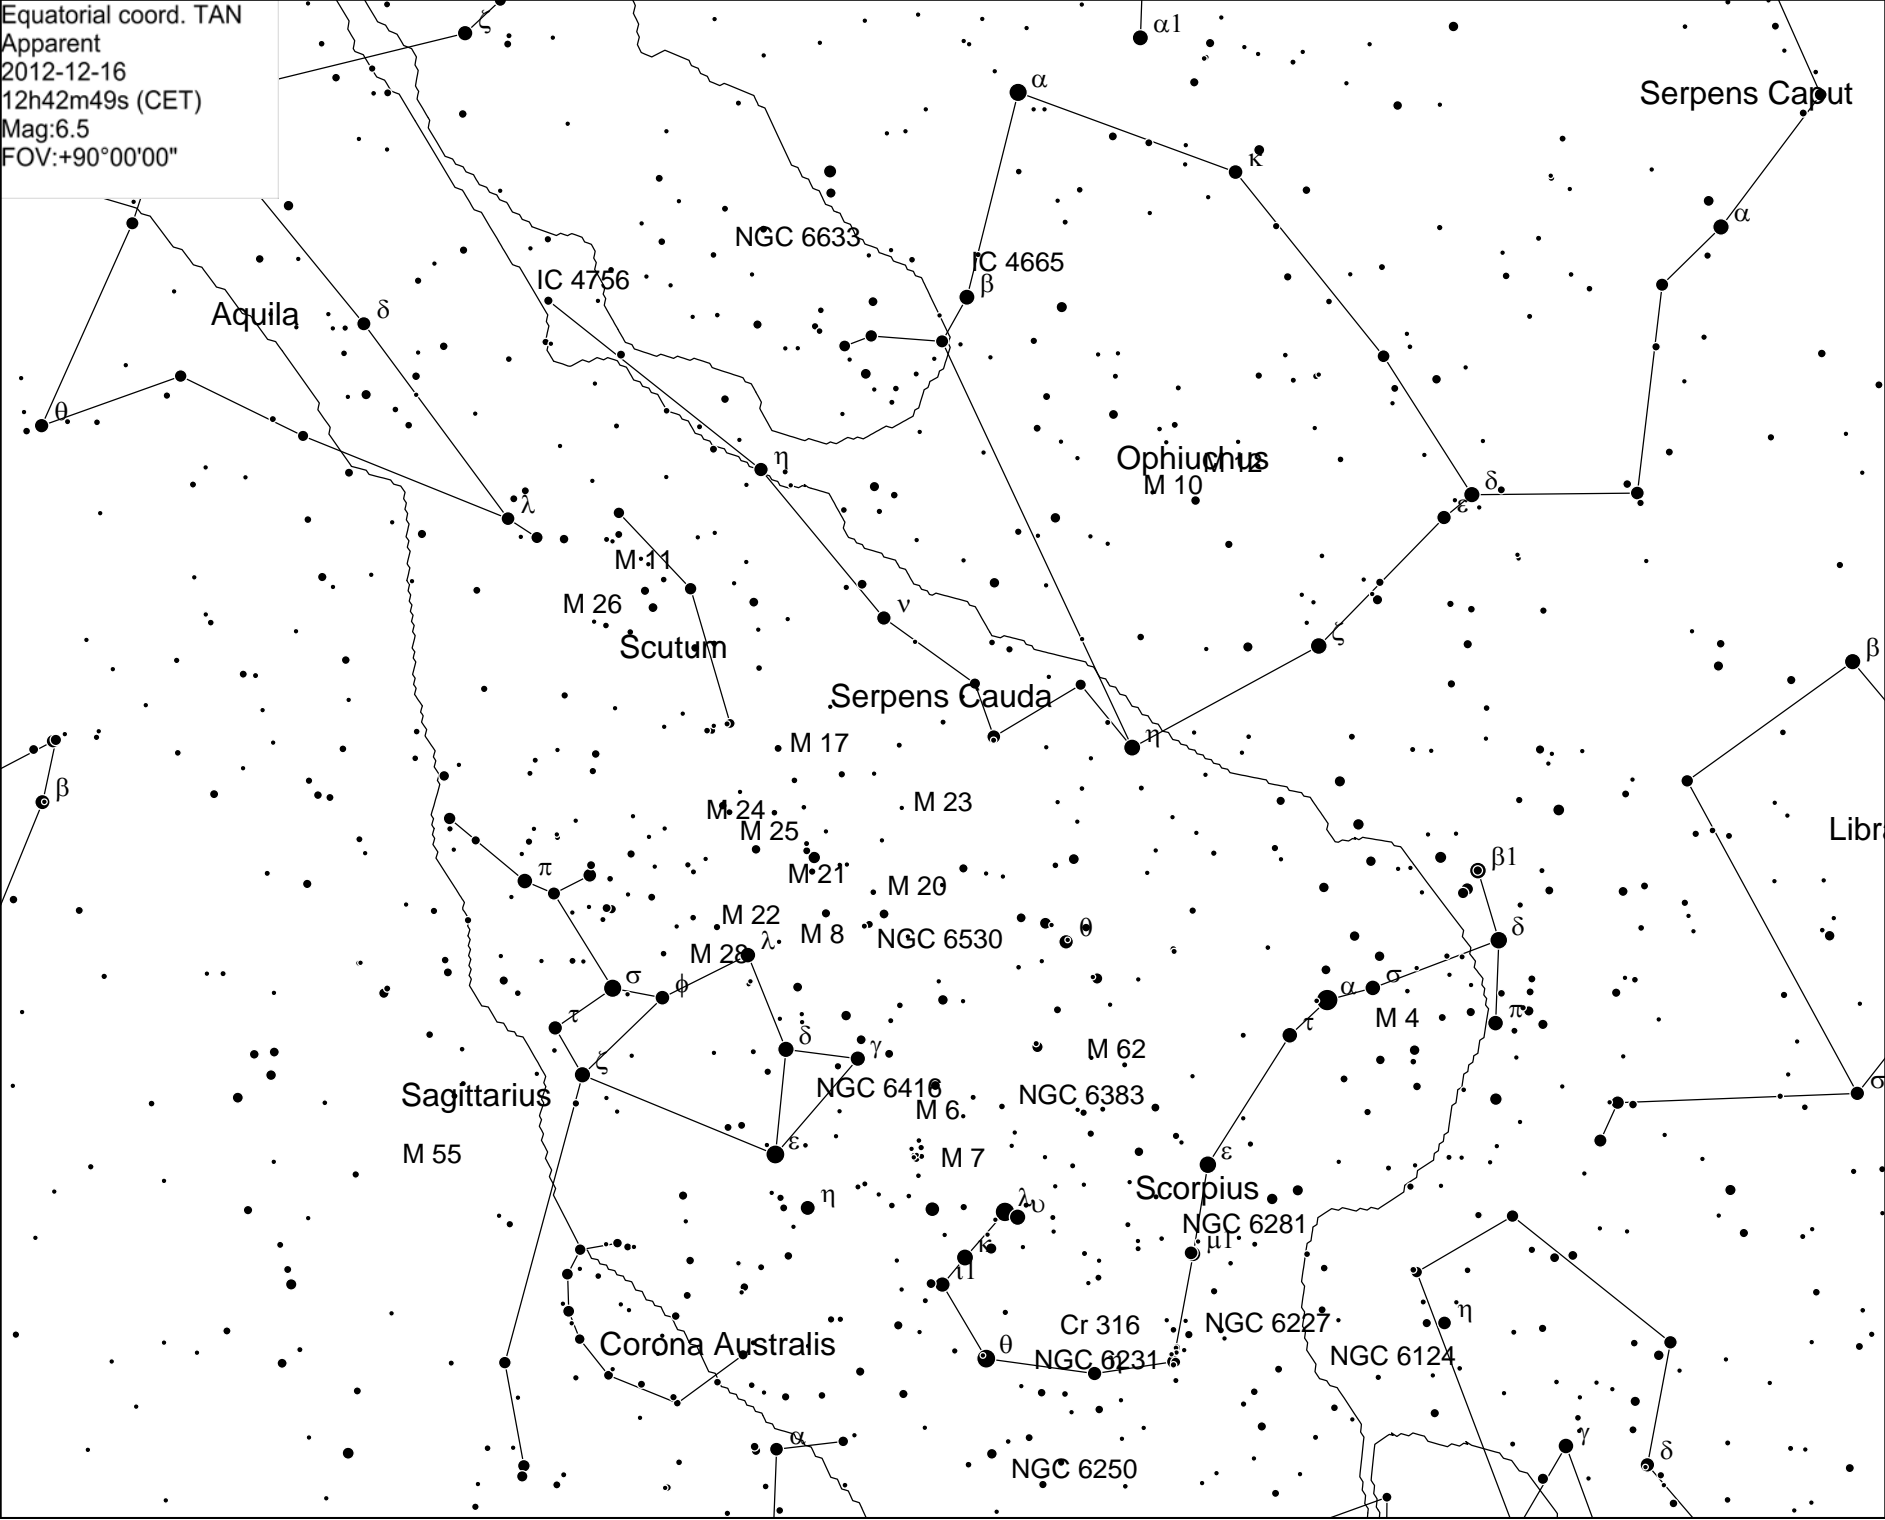 Equatorial coord. TAN
Apparent
2012-12-16
12h42m49s (CET)
Mag:6.5
FOV:+90°00'00"
ζ
α1
α
Serpens Caput
κ
α
NGC 6633
IC 4665
IC 4756
β
Aquila
δ
θ
η
Ophiuchus
M 12
M 10
δ
ε
λ
M 11
M 26
ν
Scutum
ζ
β
Serpens Cauda
η
M 17
β
M 24
M 23
M 25
Libra
π
M 21
M 20
β1
M 22
M 8
NGC 6530
θ
δ
M 28
λ
σ
φ
α
σ
τ
M 4
π
τ
δ
γ
M 62
ζ
Sagittarius
NGC 6416
NGC 6383
σ
M 6
M 55
ε
M 7
ε
η
λ
υ
Scorpius
NGC 6281
κ
μ1
ι1
η
Cr 316
NGC 6227
Corona Australis
θ
NGC 6231
η
NGC 6124
α
γ
δ
NGC 6250